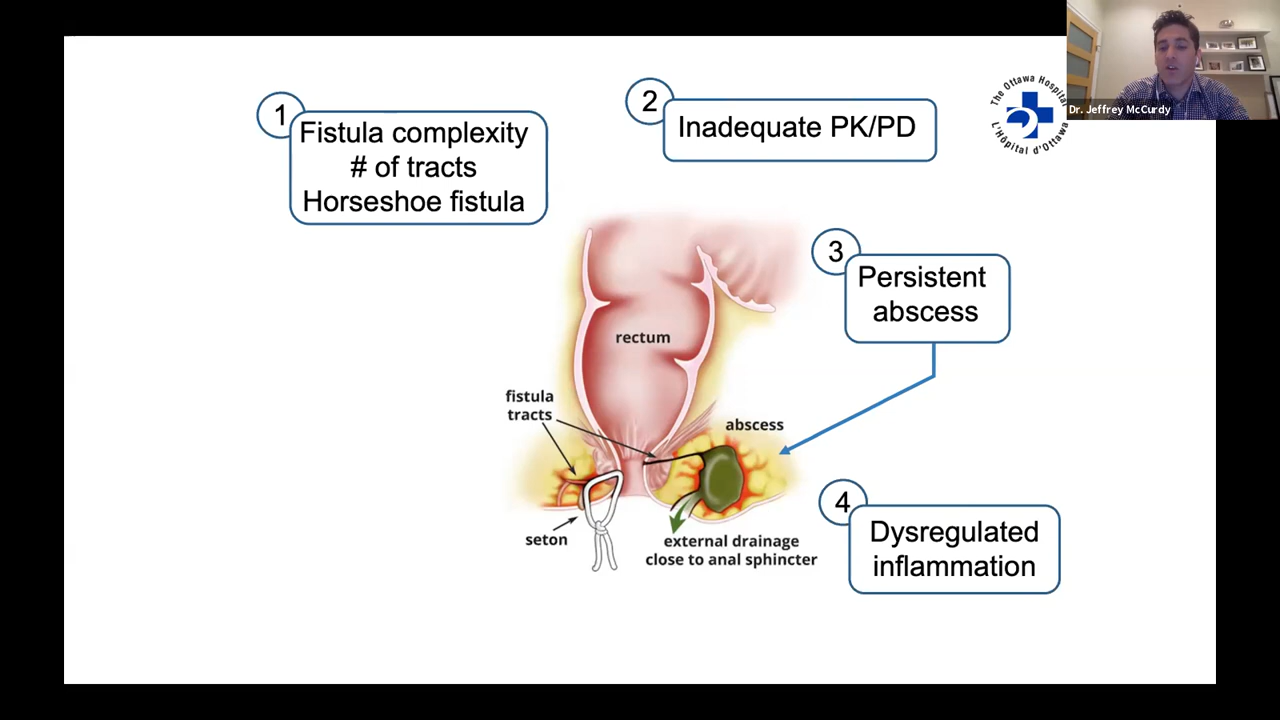 1
Fistula complexity
# of tracts
Horseshoe fistula
2
Inadequate PK/PD
The Ottawa Hospital
L'Hôpital d'Ottawa
Dr. Jeffrey McCurdy
3
Persistent
abscess
rectum
fistula
tracts
abscess
seton
external drainage
close to anal sphincter
4
Dysregulated
inflammation